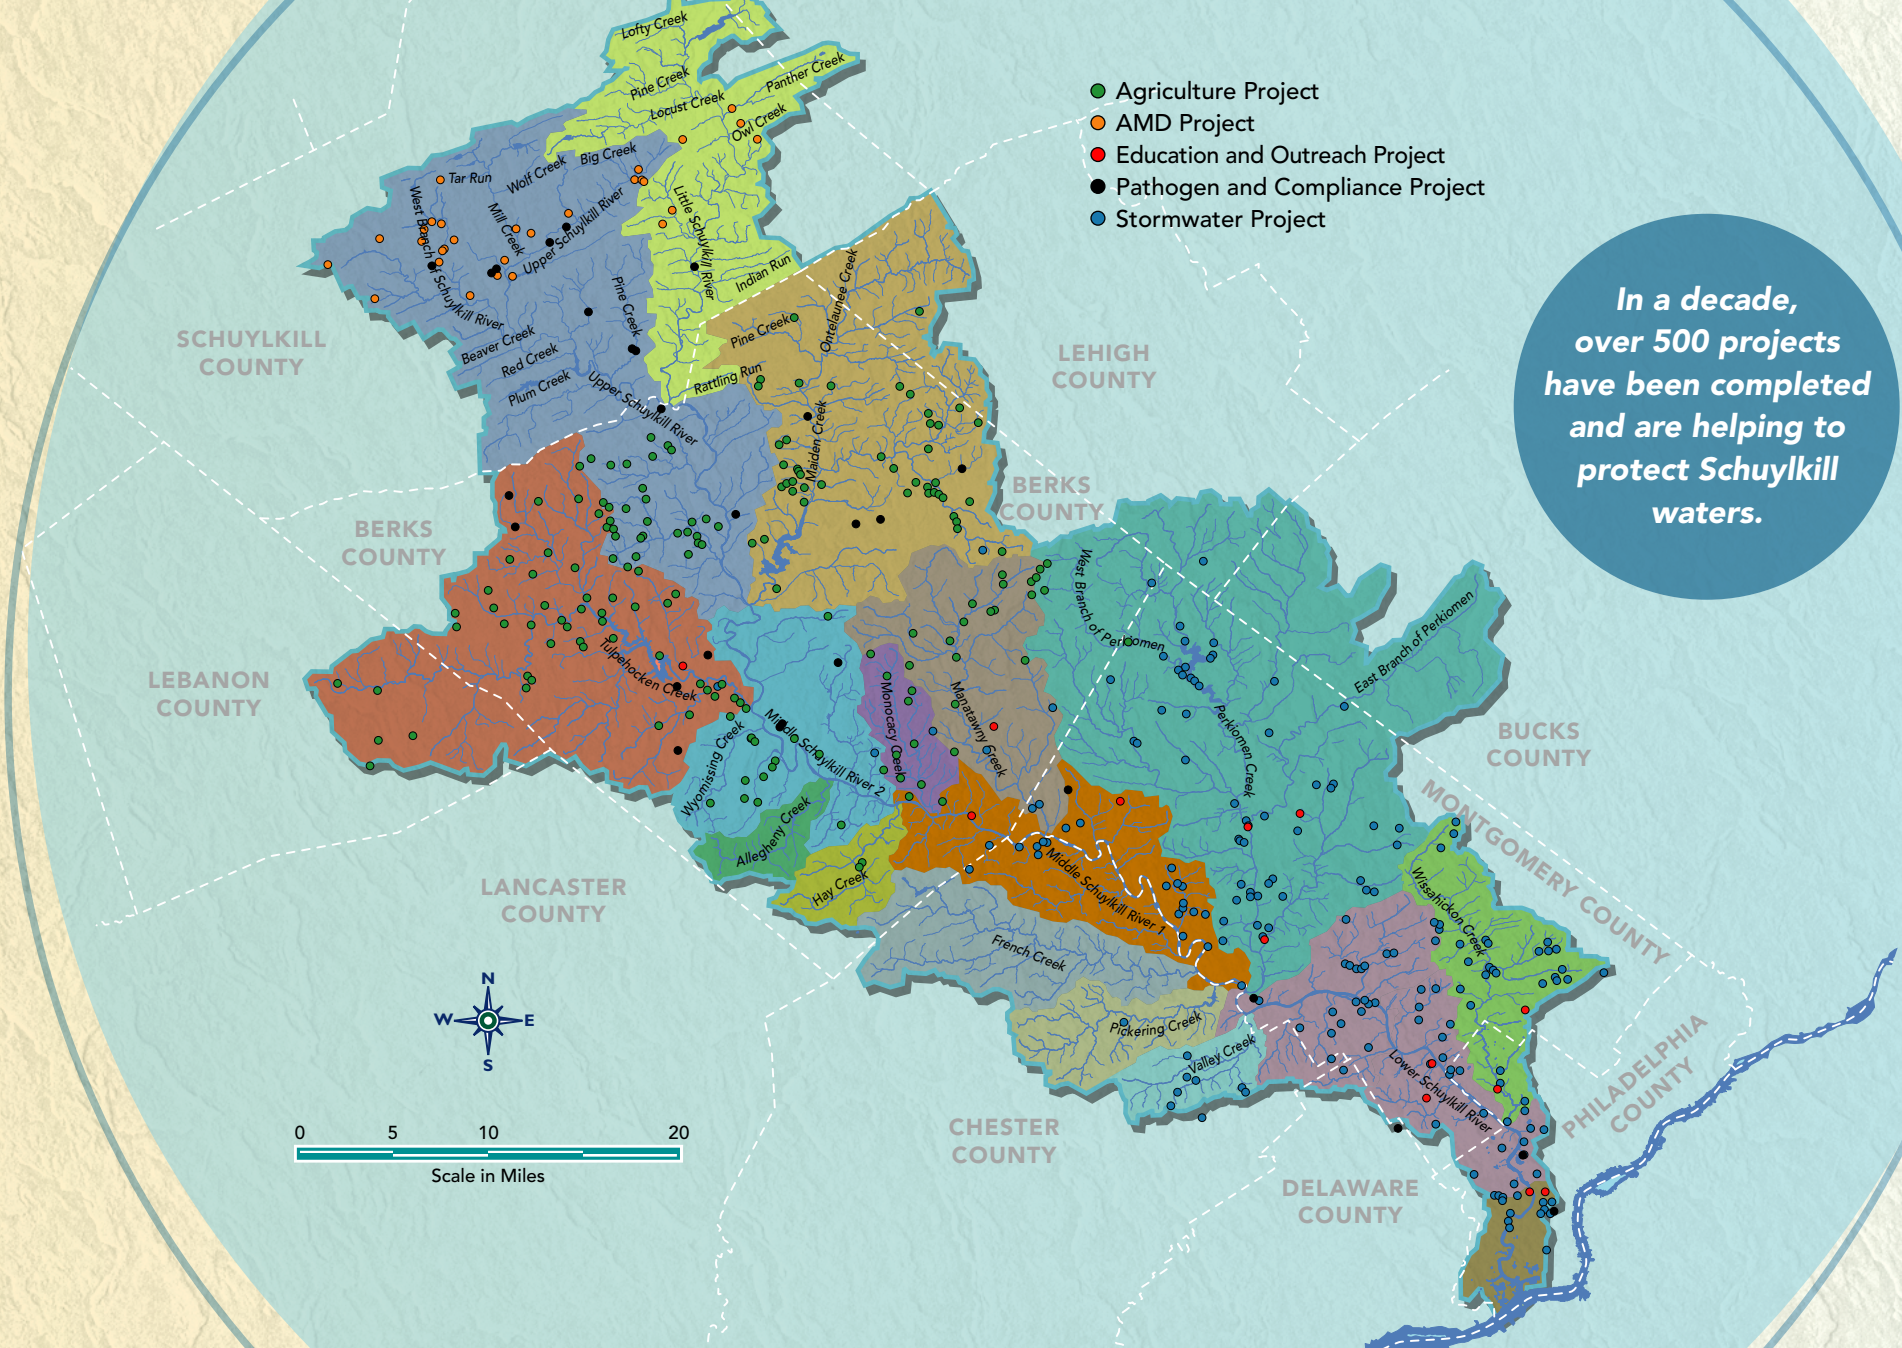 Lofty Creek
Pine Creek
Panther Creek
Locust Creek
Owl Creek
Agriculture Project
AMD Project
Education and Outreach Project
Pathogen and Compliance Project
Stormwater Project
Big Creek
Wolf Creek
Tar Run
West Branch of Schuylkill River
Mill Creek
Upper Schuylkill River
Little Schuylkill River
Indian Run
Ontelaunee Creek
Pine Creek
Pine Creek
Beaver Creek
Red Creek
Plum Creek
Upper Schuylkill River
Rattling Run
Maiden Creek
SCHUYLKILL
COUNTY
LEHIGH
COUNTY
In a decade,
over 500 projects
have been completed
and are helping to
protect Schuylkill
waters.
BERKS
COUNTY
BERKS
COUNTY
West Branch of Perkiomen
East Branch of Perkiomen
LEBANON
COUNTY
Tulpehocken Creek
Monocacy Creek
Manatawny Creek
Perkiomen Creek
BUCKS
COUNTY
Wyomissing Creek
Middle Schuylkill River 2
Allegheny Creek
Hay Creek
Middle Schuylkill River 1
MONTGOMERY COUNTY
Wissahickon Creek
LANCASTER
COUNTY
French Creek
Pickering Creek
Valley Creek
Lower Schuylkill River
PHILADELPHIA
COUNTY
N
W
E
S
0 5 10 20
Scale in Miles
CHESTER
COUNTY
DELAWARE
COUNTY